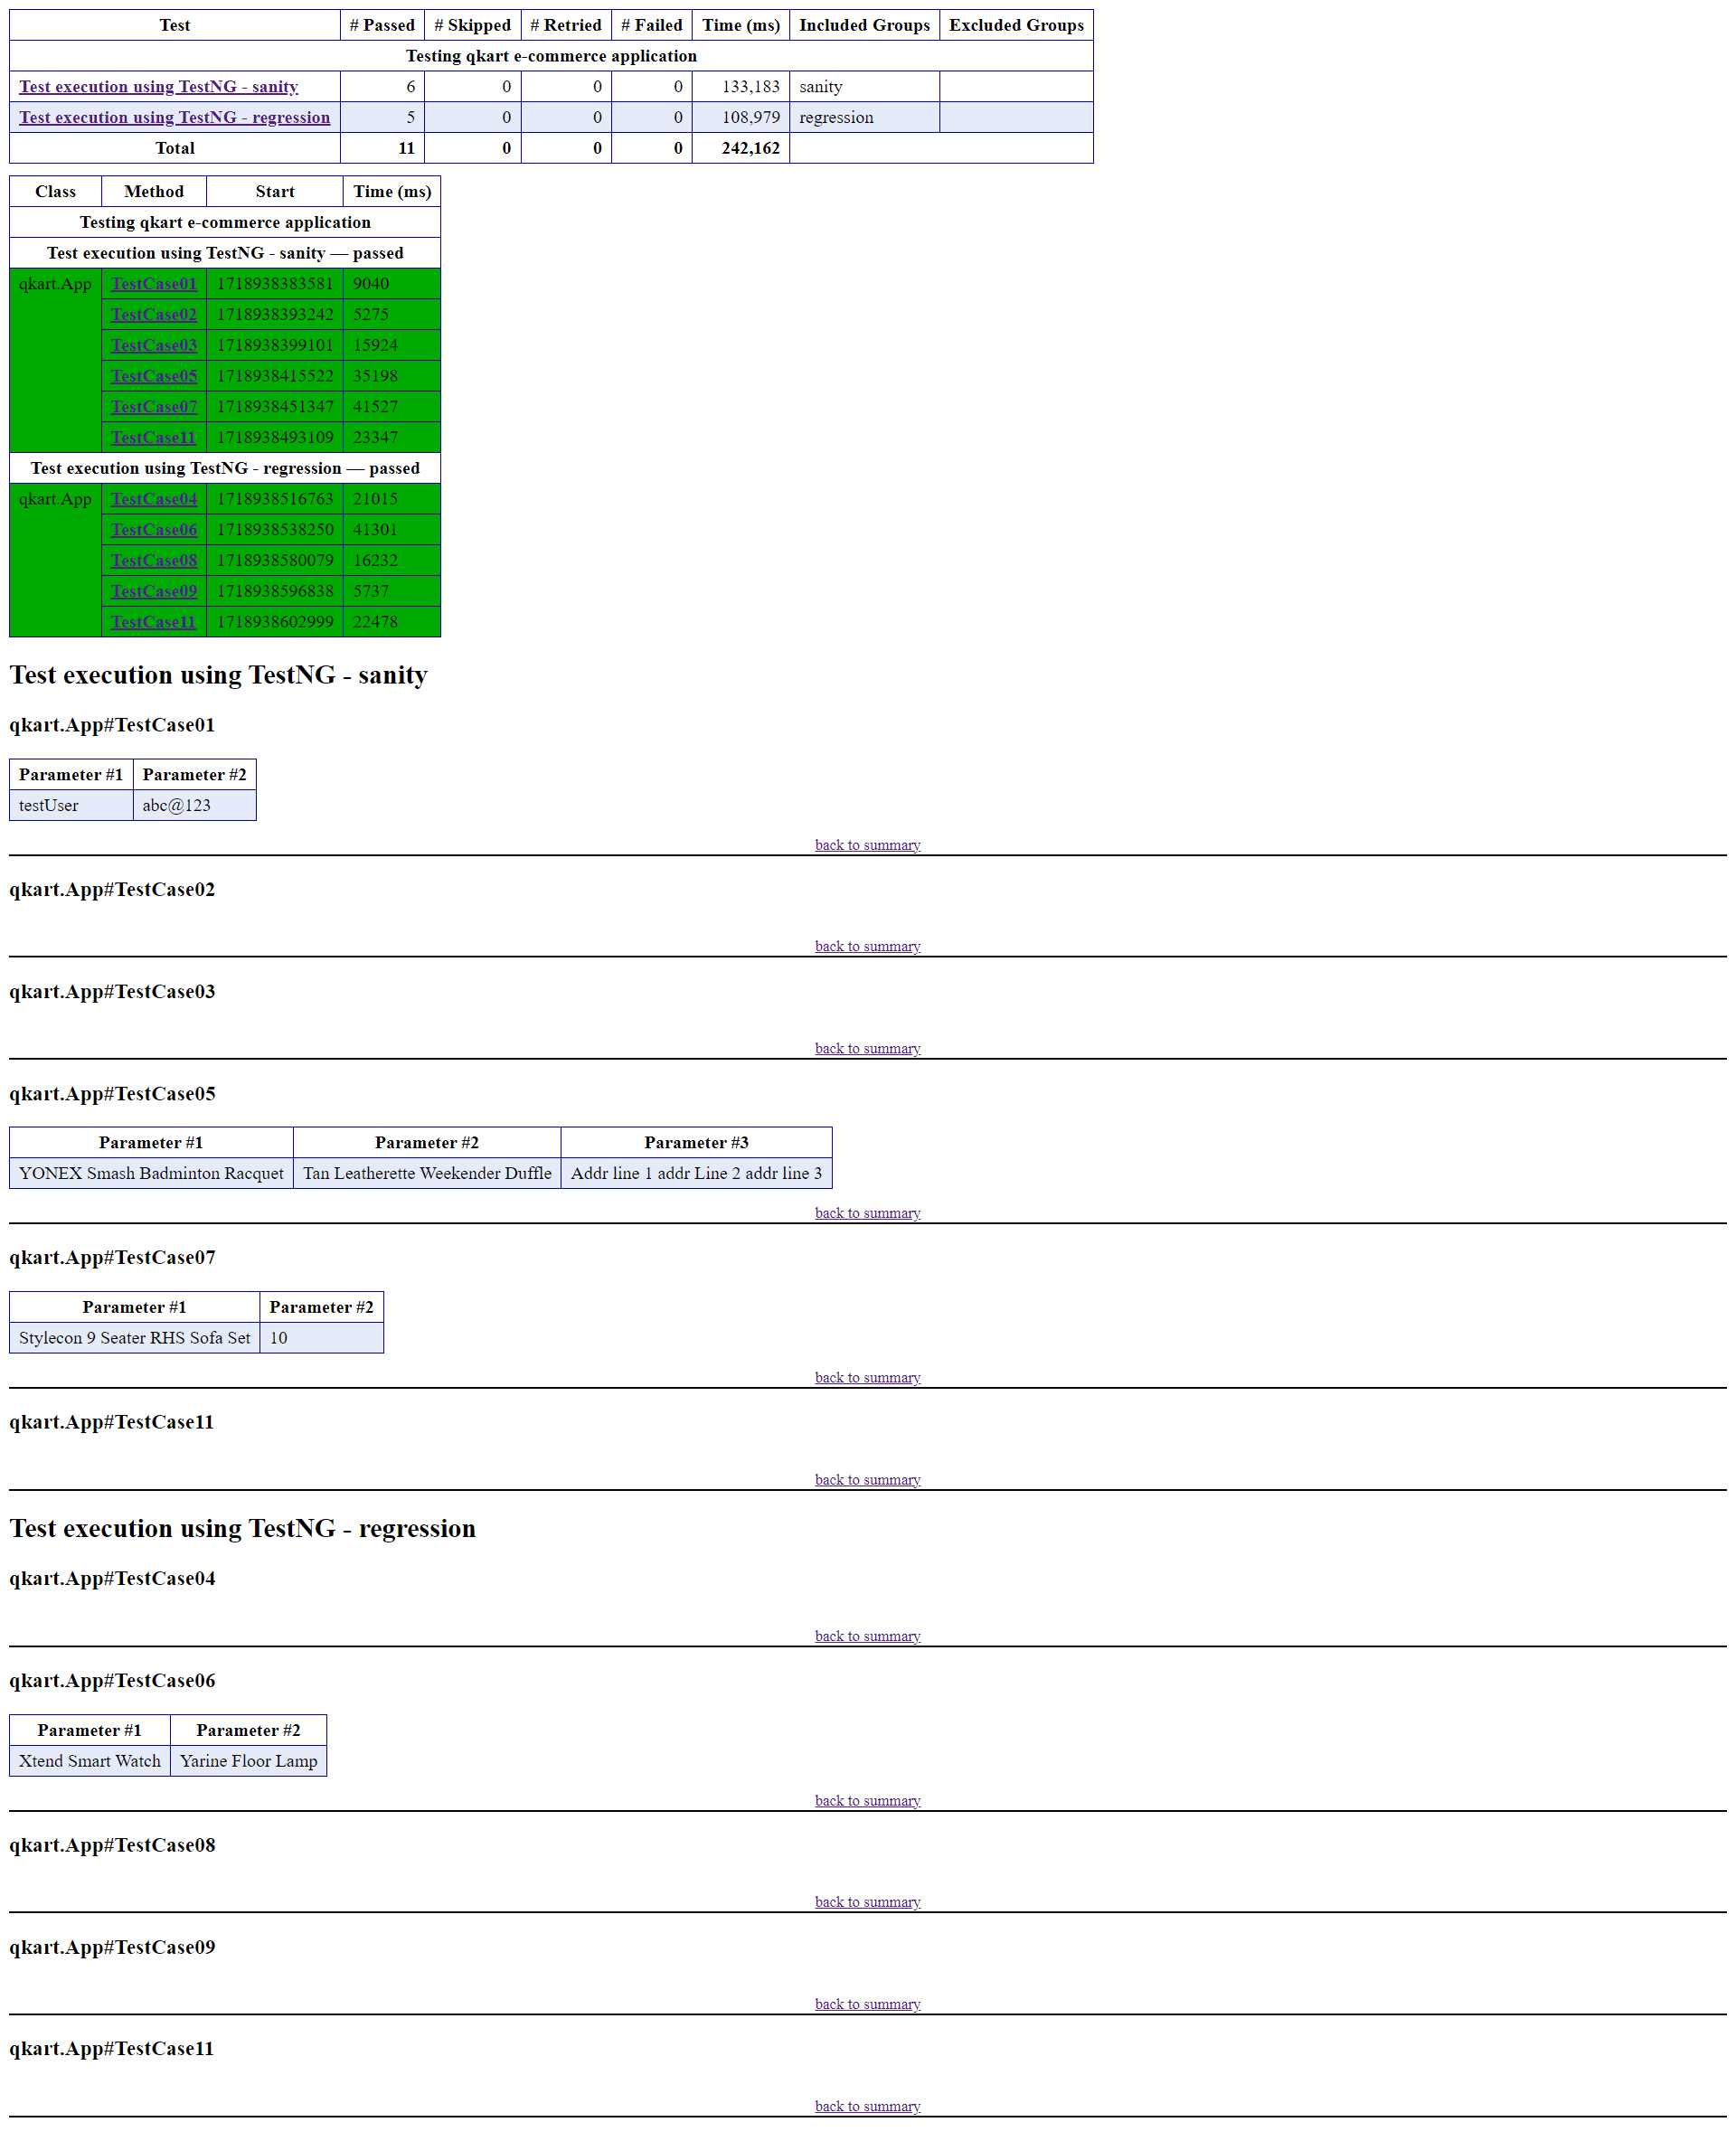 Test # Passed # Skipped # Retried # Failed Time (ms) Included Groups Excluded Groups
Testing qkart e-commerce application
Test execution using TestNG - sanity 6 0 0 0 133,183 sanity
Test execution using TestNG - regression 5 0 0 0 108,979 regression
Total 11 0 0 0 242,162
Class Method Start Time (ms)
Testing qkart e-commerce application
Test execution using TestNG - sanity — passed
qkart.App TestCase01 1718938383581 9040
TestCase02 1718938393242 5275
TestCase03 1718938399101 15924
TestCase05 1718938415522 35198
TestCase07 1718938451347 41527
TestCase11 1718938493109 23347
Test execution using TestNG - regression — passed
qkart.App TestCase04 1718938516763 21015
TestCase06 1718938538250 41301
TestCase08 1718938580079 16232
TestCase09 1718938596838 5737
TestCase11 1718938602999 22478
Test execution using TestNG - sanity
qkart.App#TestCase01
Parameter #1 Parameter #2
testUser abc@123
back to summary
qkart.App#TestCase02
back to summary
qkart.App#TestCase03
back to summary
qkart.App#TestCase05
Parameter #1 Parameter #2 Parameter #3
YONEX Smash Badminton Racquet Tan Leatherette Weekender Duffle Addr line 1 addr Line 2 addr line 3
back to summary
qkart.App#TestCase07
Parameter #1 Parameter #2
Stylecon 9 Seater RHS Sofa Set 10
back to summary
qkart.App#TestCase11
back to summary
Test execution using TestNG - regression
qkart.App#TestCase04
back to summary
qkart.App#TestCase06
Parameter #1 Parameter #2
Xtend Smart Watch Yarine Floor Lamp
back to summary
qkart.App#TestCase08
back to summary
qkart.App#TestCase09
back to summary
qkart.App#TestCase11
back to summary